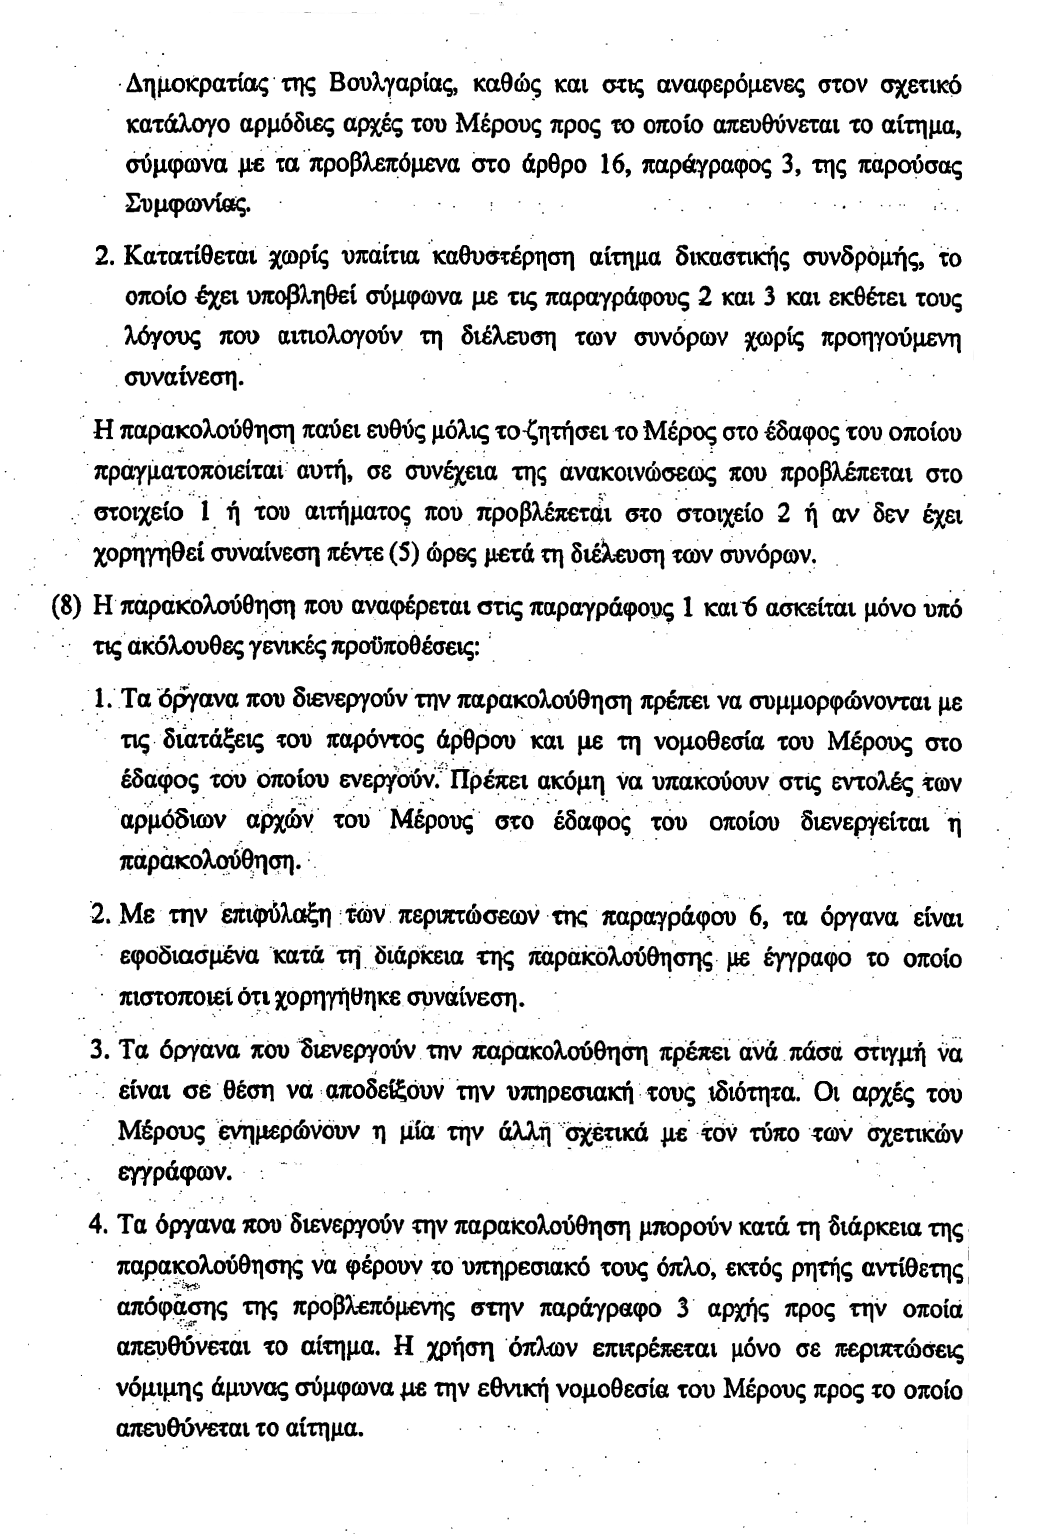 Δημοκρατίας της Βουλγαρίας, καθώς και στις αναφερόμενες στον σχετικό
κατάλογο αρμόδιες αρχές του Μέρους προς το οποίο απευθύνεται το αίτημα,
σύμφωνα με τα προβλεπόμενα στο άρθρο 16, παράγραφος 3, της παρούσας
Συμφωνίας.
2. Κατατίθεται χωρίς υπαίτια καθυστέρηση αίτημα δικαστικής συνδρομής, το
οποίο έχει υποβληθεί σύμφωνα με τις παραγράφους 2 και 3 και εκθέτει τους
λόγους που αιτιολογούν τη διέλευση των συνόρων χωρίς προηγούμενη
συναίνεση.
Η παρακολούθηση παύει ευθύς μόλις το ζητήσει το Μέρος στο έδαφος του οποίου
πραγματοποιείται αυτή, σε συνέχεια της ανακοινώσεως που προβλέπεται στο
στοιχείο 1 ή του αιτήματος που προβλέπεται στο στοιχείο 2 ή αν δεν έχει
χορηγηθεί συναίνεση πέντε (5) ώρες μετά τη διέλευση των συνόρων.
(8) Η παρακολούθηση που αναφέρεται στις παραγράφους 1 και 6 ασκείται μόνο υπό
τις ακόλουθες γενικές προϋποθέσεις:
1. Τα όργανα που διενεργούν την παρακολούθηση πρέπει να συμμορφώνονται με
τις διατάξεις του παρόντος άρθρου και με τη νομοθεσία του Μέρους στο
έδαφος του οποίου ενεργούν. Πρέπει ακόμη να υπακούουν στις εντολές των
αρμόδιων αρχών του Μέρους στο έδαφος του οποίου διενεργείται η
παρακολούθηση.
2. Με την επιφύλαξη των περιπτώσεων της παραγράφου 6, τα όργανα είναι
εφοδιασμένα κατά τη διάρκεια της παρακολούθησης με έγγραφο το οποίο
πιστοποιεί ότι χορηγήθηκε συναίνεση.
3. Τα όργανα που διενεργούν την παρακολούθηση πρέπει ανά πάσα στιγμή να
είναι σε θέση να αποδείξουν την υπηρεσιακή τους ιδιότητα. Οι αρχές του
Μέρους ενημερώνουν η μία την άλλη σχετικά με τον τύπο των σχετικών
εγγράφων.
4. Τα όργανα που διενεργούν την παρακολούθηση μπορούν κατά τη διάρκεια της
παρακολούθησης να φέρουν το υπηρεσιακό τους όπλο, εκτός ρητής αντίθετης
απόφασης της προβλεπόμενης στην παράγραφο 3 αρχής προς την οποία
απευθύνεται το αίτημα. Η χρήση όπλων επιτρέπεται μόνο σε περιπτώσεις
νόμιμης άμυνας σύμφωνα με την εθνική νομοθεσία του Μέρους προς το οποίο
απευθύνεται το αίτημα.